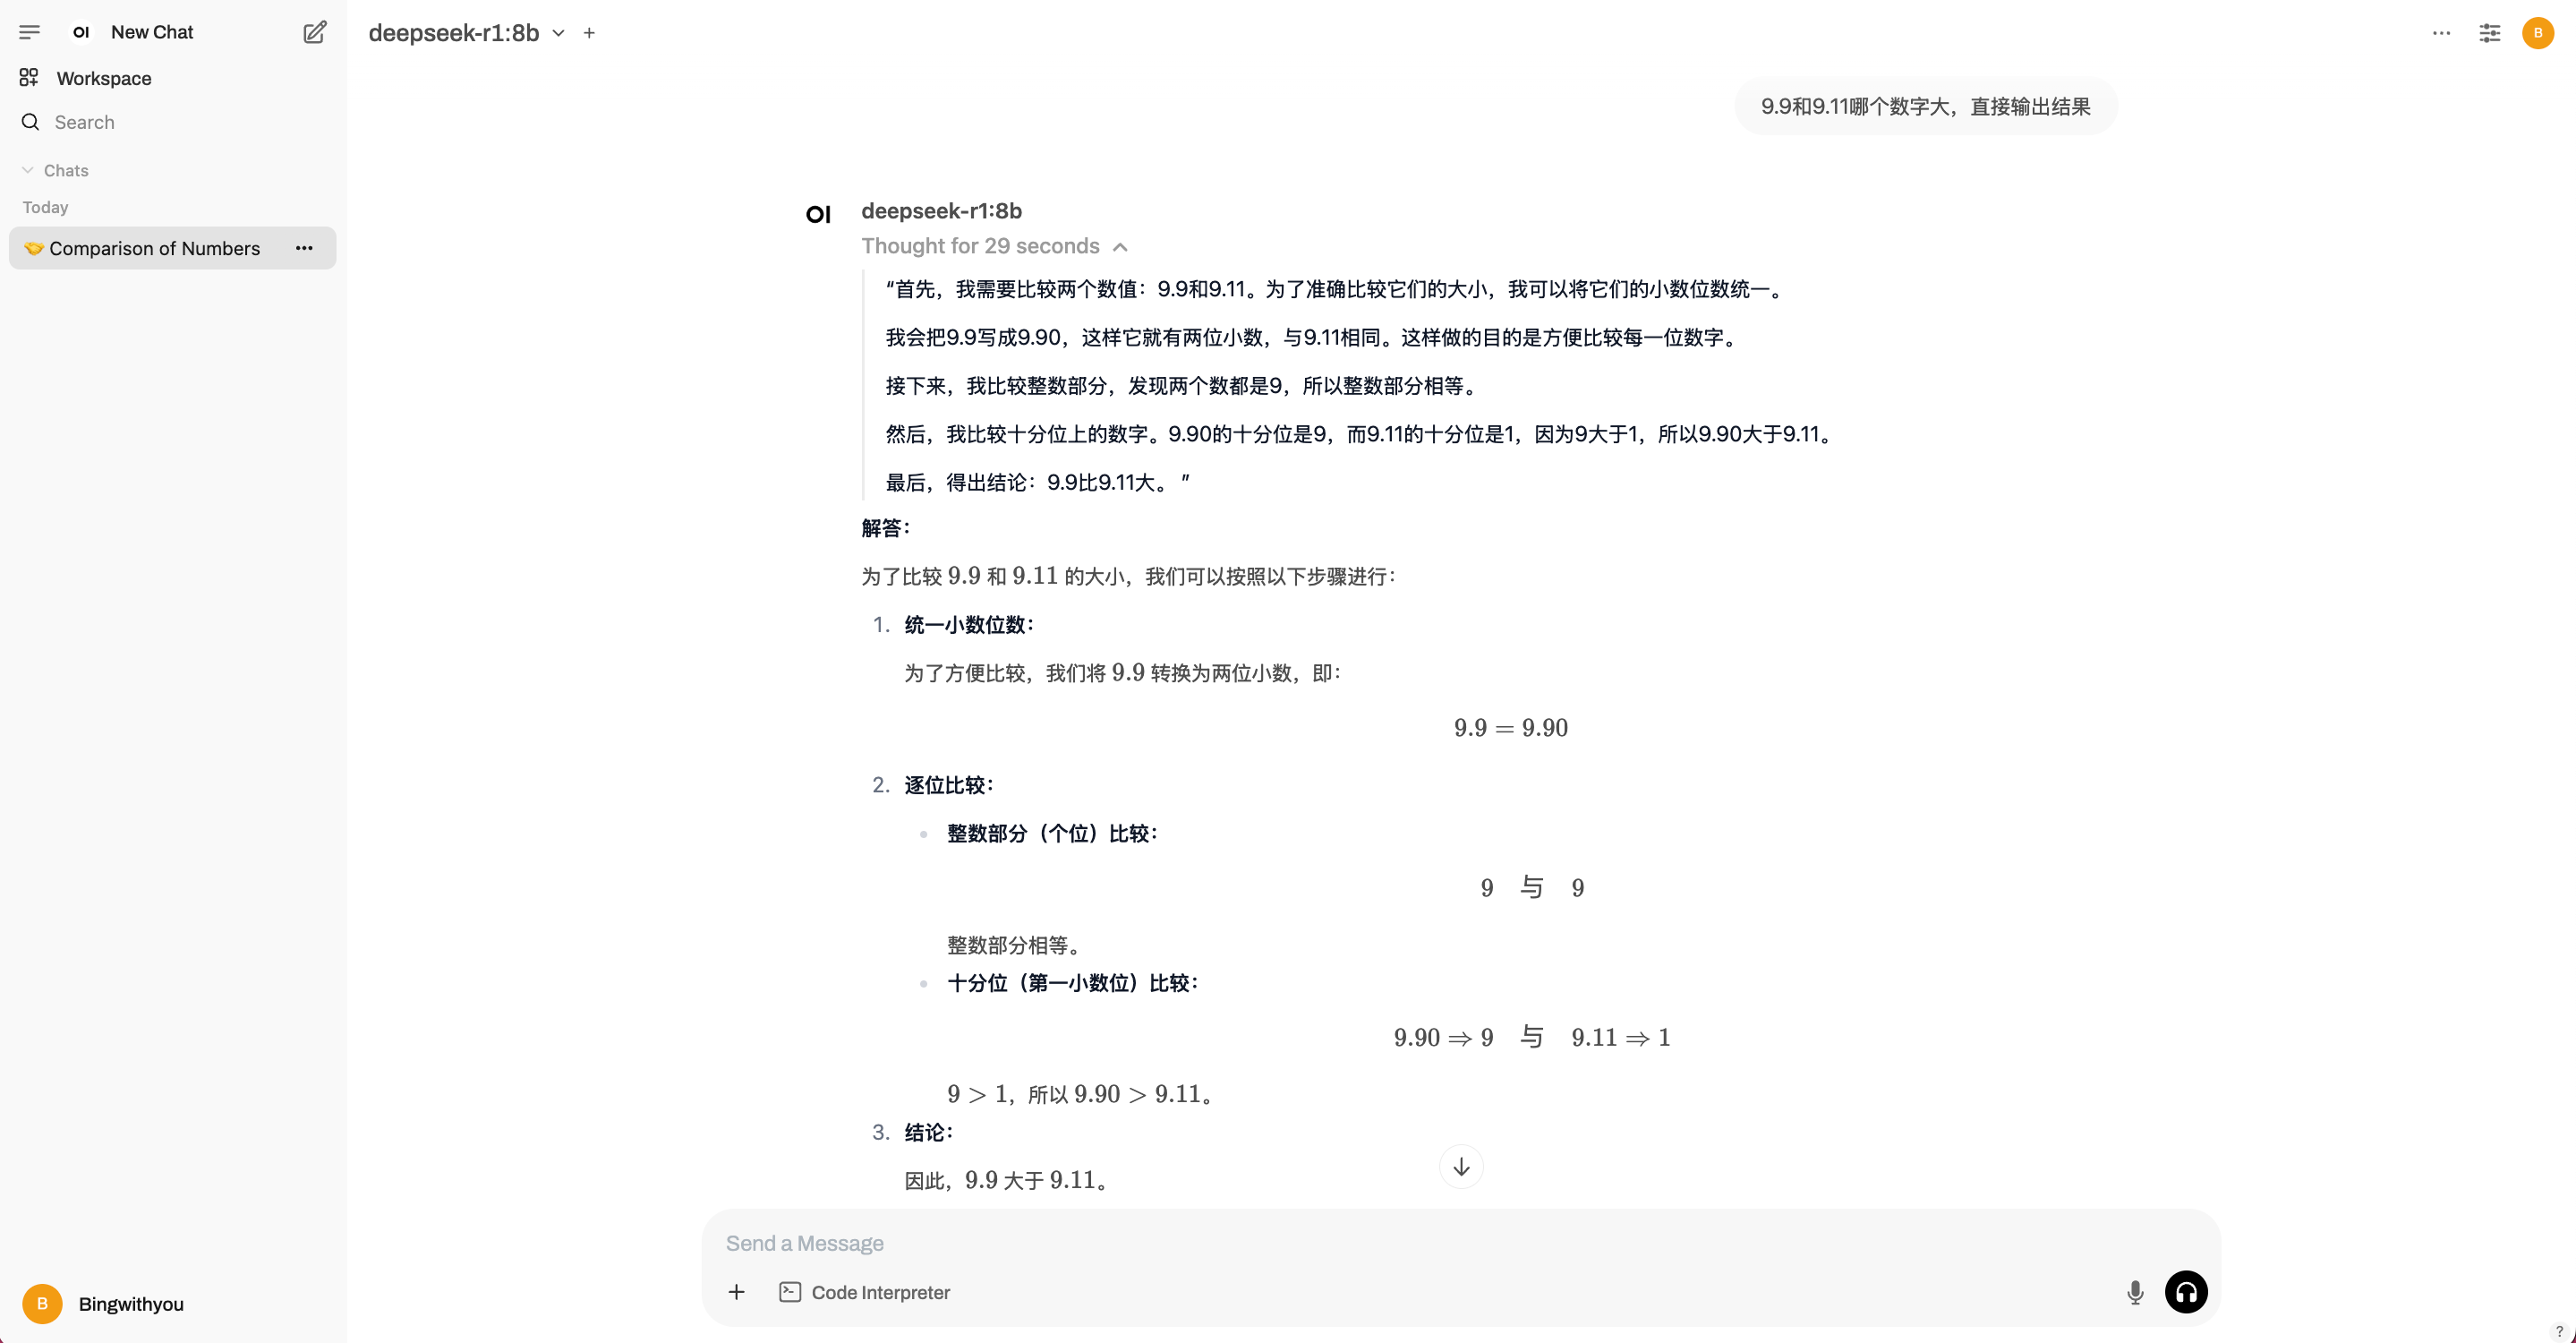 OI New Chat
Workspace
Search
Chats
Today
🤝 Comparison of Numbers ...
B Bingwithyou
deepseek-r1:8b +
... B
9.9和9.11哪个数字大，直接输出结果
OI deepseek-r1:8b
Thought for 29 seconds
“首先，我需要比较两个数值：9.9和9.11。为了准确比较它们的大小，我可以将它们的小数位数统一。
我会把9.9写成9.90，这样它就有两位小数，与9.11相同。这样做的目的是方便比较每一位数字。
接下来，我比较整数部分，发现两个数都是9，所以整数部分相等。
然后，我比较十分位上的数字。9.90的十分位是9，而9.11的十分位是1，因为9大于1，所以9.90大于9.11。
最后，得出结论：9.9比9.11大。 ”
解答：
为了比较 9.9 和 9.11 的大小，我们可以按照以下步骤进行：
1. 统一小数位数：
为了方便比较，我们将 9.9 转换为两位小数，即：
9.9 = 9.90
2. 逐位比较：
• 整数部分（个位）比较：
9 与 9
整数部分相等。
• 十分位（第一小数位）比较：
9.90 ⇒ 9 与 9.11 ⇒ 1
9 > 1，所以 9.90 > 9.11。
3. 结论：
因此，9.9 大于 9.11。
Send a Message
+ Code Interpreter
?